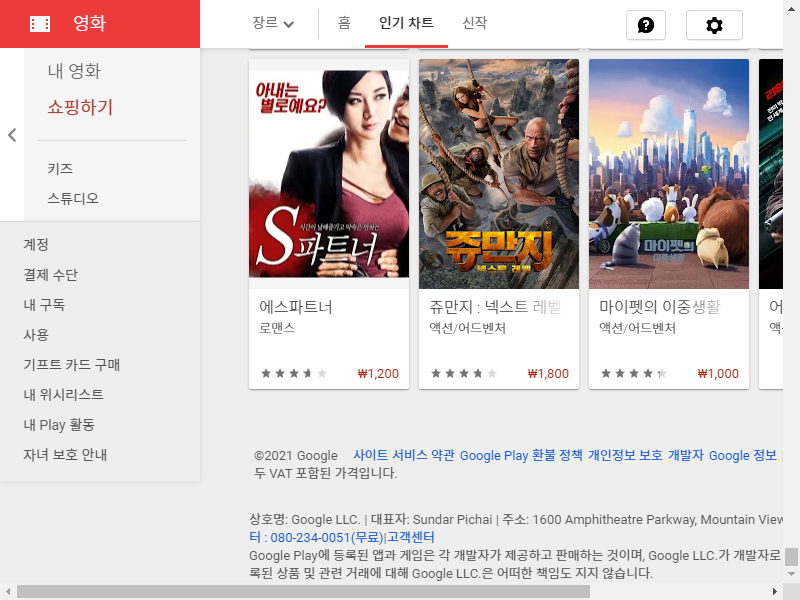 영화
장르
홈
인기 차트
신작
내 영화
쇼핑하기
키즈
스튜디오
계정
결제 수단
내 구독
사용
기프트 카드 구매
내 위시리스트
내 Play 활동
자녀 보호 안내
아내는
별로예요?
S파트너
쥬만지
넥스트 레벨
마이펫의
이중생활
에스파트너
로맨스
₩1,200
쥬만지 : 넥스트 레벨
액션/어드벤처
₩1,800
마이펫의 이중생활
액션/어드벤처
₩1,000
©2021 Google 사이트 서비스 약관 Google Play 환불 정책 개인정보 보호 개발자 Google 정보
두 VAT 포함된 가격입니다.
상호명: Google LLC. | 대표자: Sundar Pichai | 주소: 1600 Amphitheatre Parkway, Mountain View
터 : 080-234-0051(무료)|고객센터
Google Play에 등록된 앱과 게임은 각 개발자가 제공하고 판매하는 것이며, Google LLC.가 개발자로
록된 상품 및 관련 거래에 대해 Google LLC.은 어떠한 책임도 지지 않습니다.